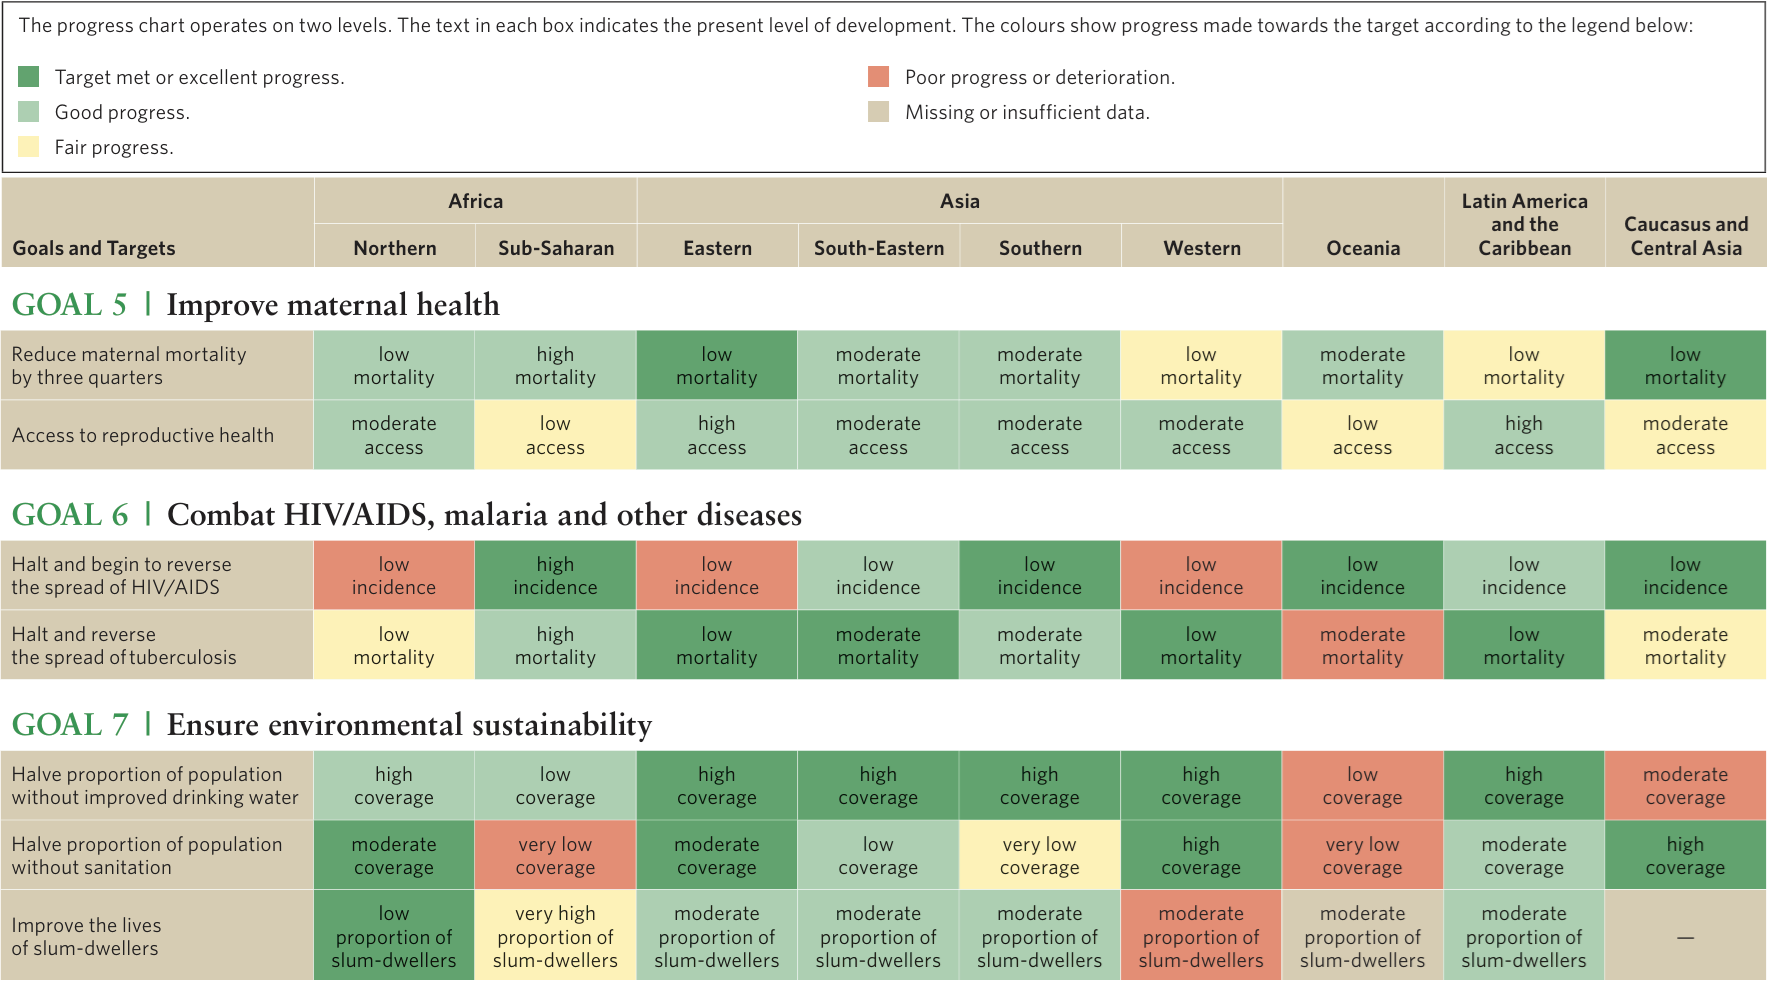 The progress chart operates on two levels. The text in each box indicates the present level of development. The colours show progress made towards the target according to the legend below:
Target met or excellent progress.
Good progress.
Fair progress.
Poor progress or deterioration.
Missing or insufficient data.
Goals and Targets
Africa
Northern
Sub-Saharan
Asia
Eastern
South-Eastern
Southern
Western
Oceania
Latin America
and the
Caribbean
Caucasus and
Central Asia
GOAL 5 | Improve maternal health
Reduce maternal mortality
by three quarters
low
mortality
high
mortality
low
mortality
moderate
mortality
moderate
mortality
low
mortality
moderate
mortality
low
mortality
low
mortality
Access to reproductive health
moderate
access
low
access
high
access
moderate
access
moderate
access
moderate
access
low
access
high
access
moderate
access
GOAL 6 | Combat HIV/AIDS, malaria and other diseases
Halt and begin to reverse
the spread of HIV/AIDS
low
incidence
high
incidence
low
incidence
low
incidence
low
incidence
low
incidence
low
incidence
low
incidence
low
incidence
Halt and reverse
the spread of tuberculosis
low
mortality
high
mortality
low
mortality
moderate
mortality
moderate
mortality
low
mortality
moderate
mortality
low
mortality
moderate
mortality
GOAL 7 | Ensure environmental sustainability
Halve proportion of population
without improved drinking water
high
coverage
low
coverage
high
coverage
high
coverage
high
coverage
high
coverage
low
coverage
high
coverage
moderate
coverage
Halve proportion of population
without sanitation
moderate
coverage
very low
coverage
moderate
coverage
low
coverage
very low
coverage
high
coverage
very low
coverage
moderate
coverage
high
coverage
Improve the lives
of slum-dwellers
low
proportion of
slum-dwellers
very high
proportion of
slum-dwellers
moderate
proportion of
slum-dwellers
moderate
proportion of
slum-dwellers
moderate
proportion of
slum-dwellers
moderate
proportion of
slum-dwellers
moderate
proportion of
slum-dwellers
moderate
proportion of
slum-dwellers
—